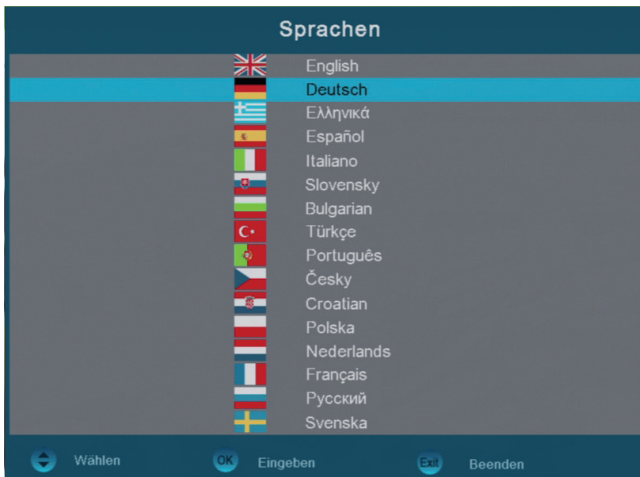 Sprachen
English
Deutsch
Ελληνικά
Español
Italiano
Slovensky
Bulgarian
Türkçe
Português
Česky
Croatian
Polska
Nederlands
Français
Русский
Svenska
Wählen OK Eingeben Exit Beenden